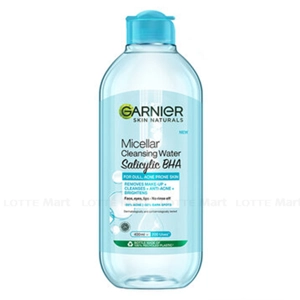 GARNIER
SKIN NATURALS
NEW
Micellar
Cleansing Water
Salicylic BHA
FOR DULL, ACNE PRONE SKIN
REMOVES MAKE-UP +
CLEANSES + ANTI-ACNE +
BRIGHTENS
Face, eyes, lips - No rinse-off
LOTTE Mart
400ml